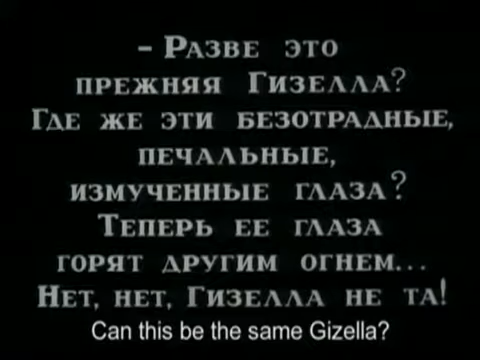 – Разве это
прежняя Гизелла?
Где же эти безотрадные,
печальные,
измученные глаза?
Теперь ее глаза
горят другим огнем...
Нет, нет, Гизелла не та!
Can this be the same Gizella?